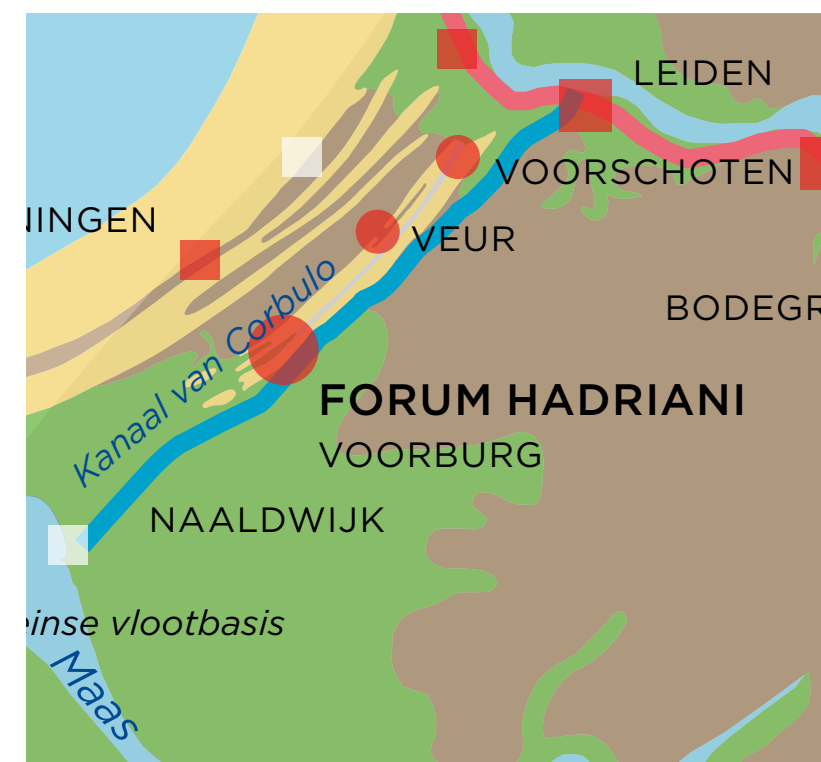 LEIDEN
VOORSCHOTEN
NINGEN
VEUR
BODEGR
Kanaal van Corbulo
FORUM HADRIANI
VOORBURG
NAALDWIJK
einse vlootbasis
Maas